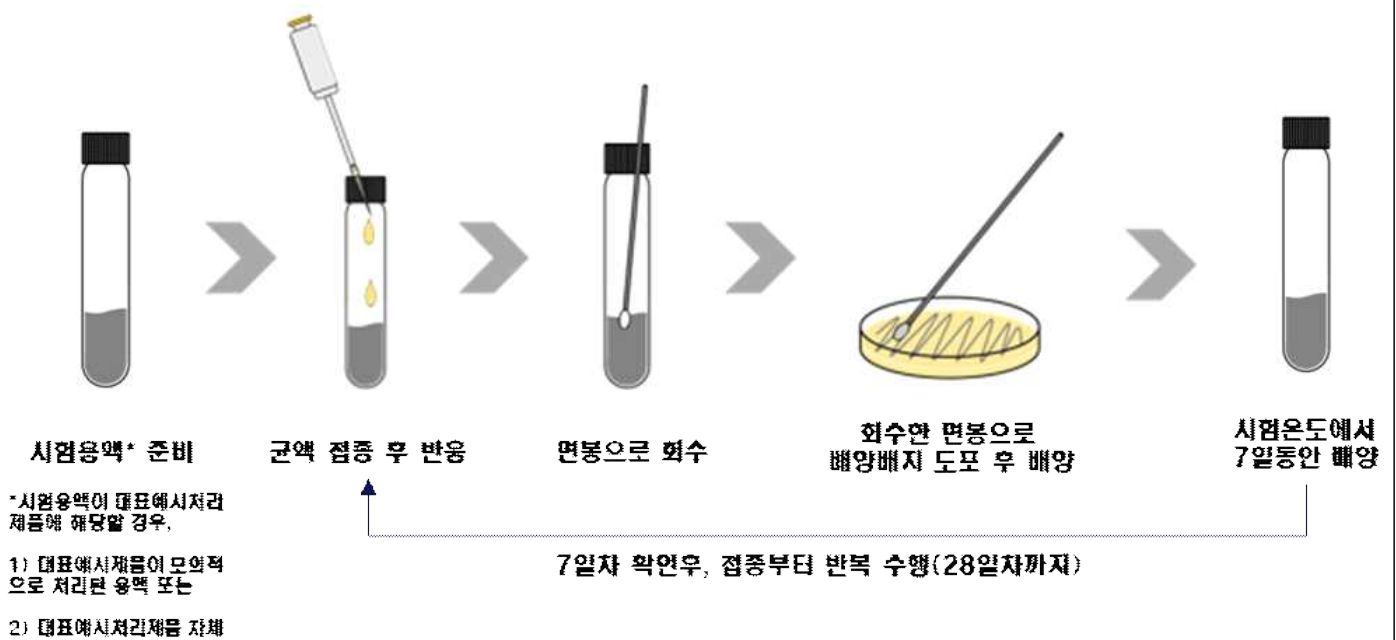 시험용액* 준비
균액 접종 후 반응
면봉으로 회수
회수한 면봉으로
배양배지 도포 후 배양
시험온도에서
7일동안 배양
*시험용액이 대표예시처리
제품에 해당할 경우,
1) 대표예시제품이 모의적
으로 처리된 용액 또는
2) 대표예시처리제품 자체
7일차 확인후, 접종부터 반복 수행(28일차까지)